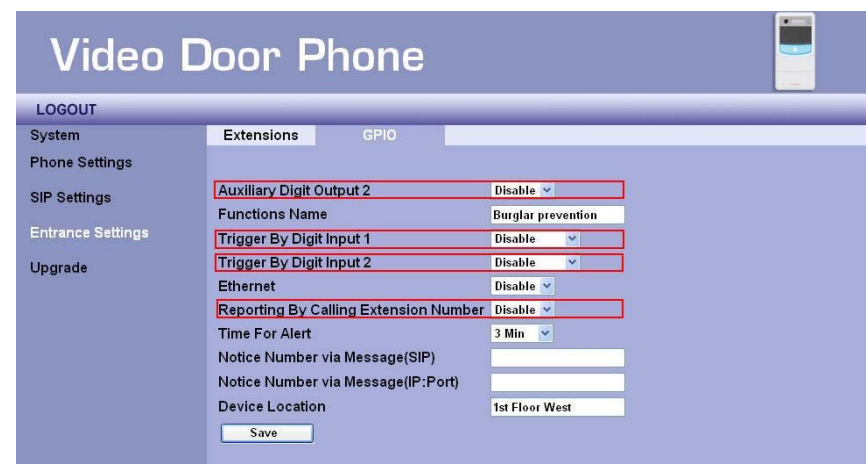 Video Door Phone
LOGOUT
System
Phone Settings
SIP Settings
Entrance Settings
Upgrade
Extensions GPIO
Auxiliary Digit Output 2 Disable
Functions Name Burglar prevention
Trigger By Digit Input 1 Disable
Trigger By Digit Input 2 Disable
Ethernet Disable
Reporting By Calling Extension Number Disable
Time For Alert 3 Min
Notice Number via Message(SIP)
Notice Number via Message(IP:Port)
Device Location 1st Floor West
Save